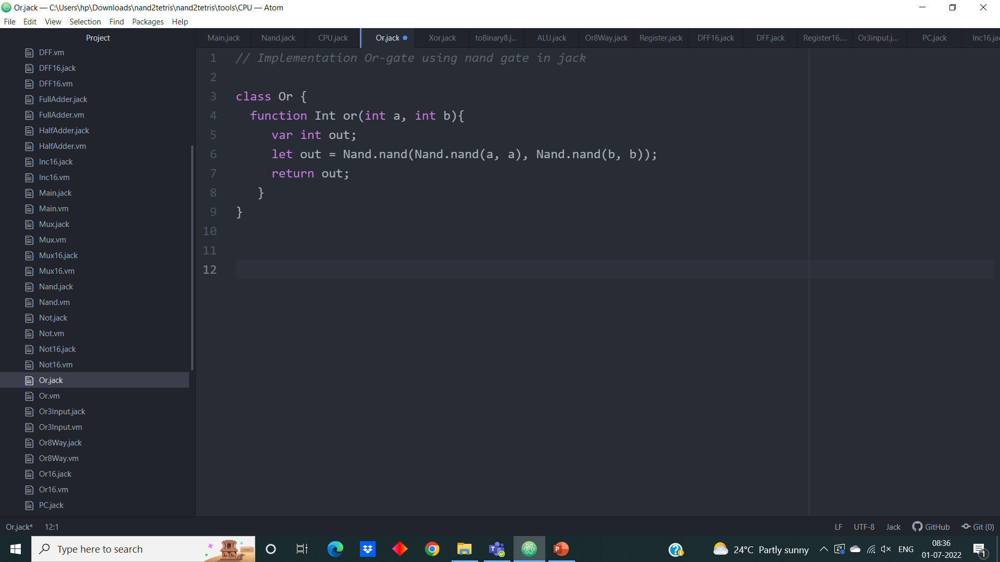 Or.jack — C:\Users\hp\Downloads\nand2tetris\nand2tetris\tools\CPU — Atom
File Edit View Selection Find Packages Help
Project
Main.jack Nand.jack CPU.jack Or.jack Xor.jack toBinary8.j... ALU.jack Or8Way.jack Register.jack DFF16.jack DFF.jack Register16.... Or3input.j... PC.jack Inc16.jac
DFF.vm
DFF16.jack
DFF16.vm
FullAdder.jack
FullAdder.vm
HalfAdder.jack
HalfAdder.vm
Inc16.jack
Inc16.vm
Main.jack
Main.vm
Mux.jack
Mux.vm
Mux16.jack
Mux16.vm
Nand.jack
Nand.vm
Not.jack
Not.vm
Not16.jack
Not16.vm
Or.jack
Or.vm
Or3Input.jack
Or3Input.vm
Or8Way.jack
Or8Way.vm
Or16.jack
Or16.vm
PC.jack
1 // Implementation Or-gate using nand gate in jack
2
3 class Or {
4 function Int or(int a, int b){
5 var int out;
6 let out = Nand.nand(Nand.nand(a, a), Nand.nand(b, b));
7 return out;
8 }
9 }
10
11
12
Or.jack* 12:1 LF UTF-8 Jack GitHub Git (0)
Type here to search
24°C Partly sunny ENG
08:36
01-07-2022
1